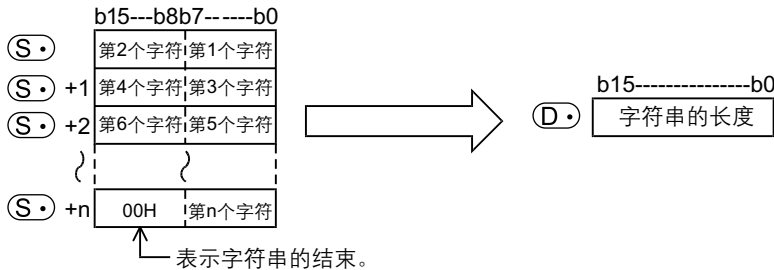 b15---b8b7------b0
S· 第2个字符 第1个字符
S· +1 第4个字符 第3个字符
S· +2 第6个字符 第5个字符
S· +n 00H 第n个字符
表示字符串的结束。
b15---------------b0
D· 字符串的长度